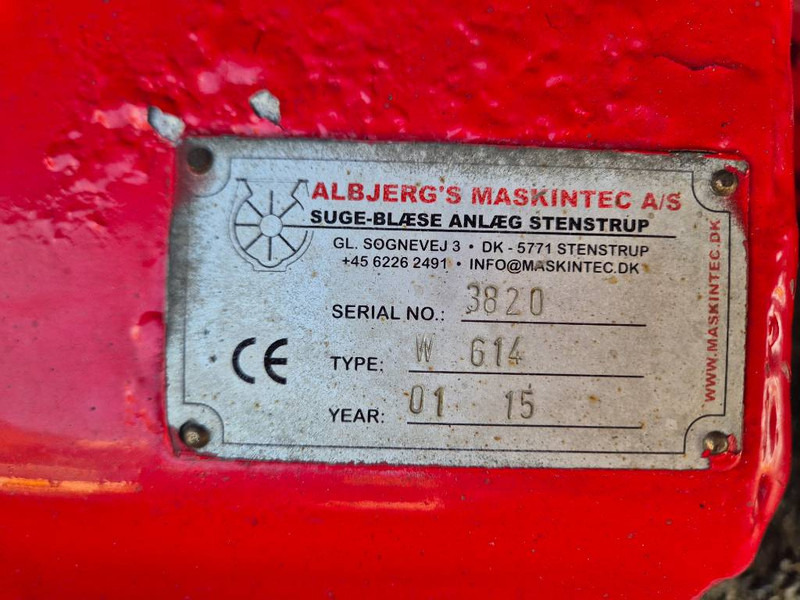 ALBJERG'S MASKINTEC A/S
SUGE-BLÆSE ANLÆG STENSTRUP
GL. SOGNEVEJ 3 • DK - 5771 STENSTRUP
+45 6226 2491 • INFO@MASKINTEC.DK
SERIAL NO.: 3820
CE
TYPE: W 614
YEAR: 01 15
WWW.MASKINTEC.DK